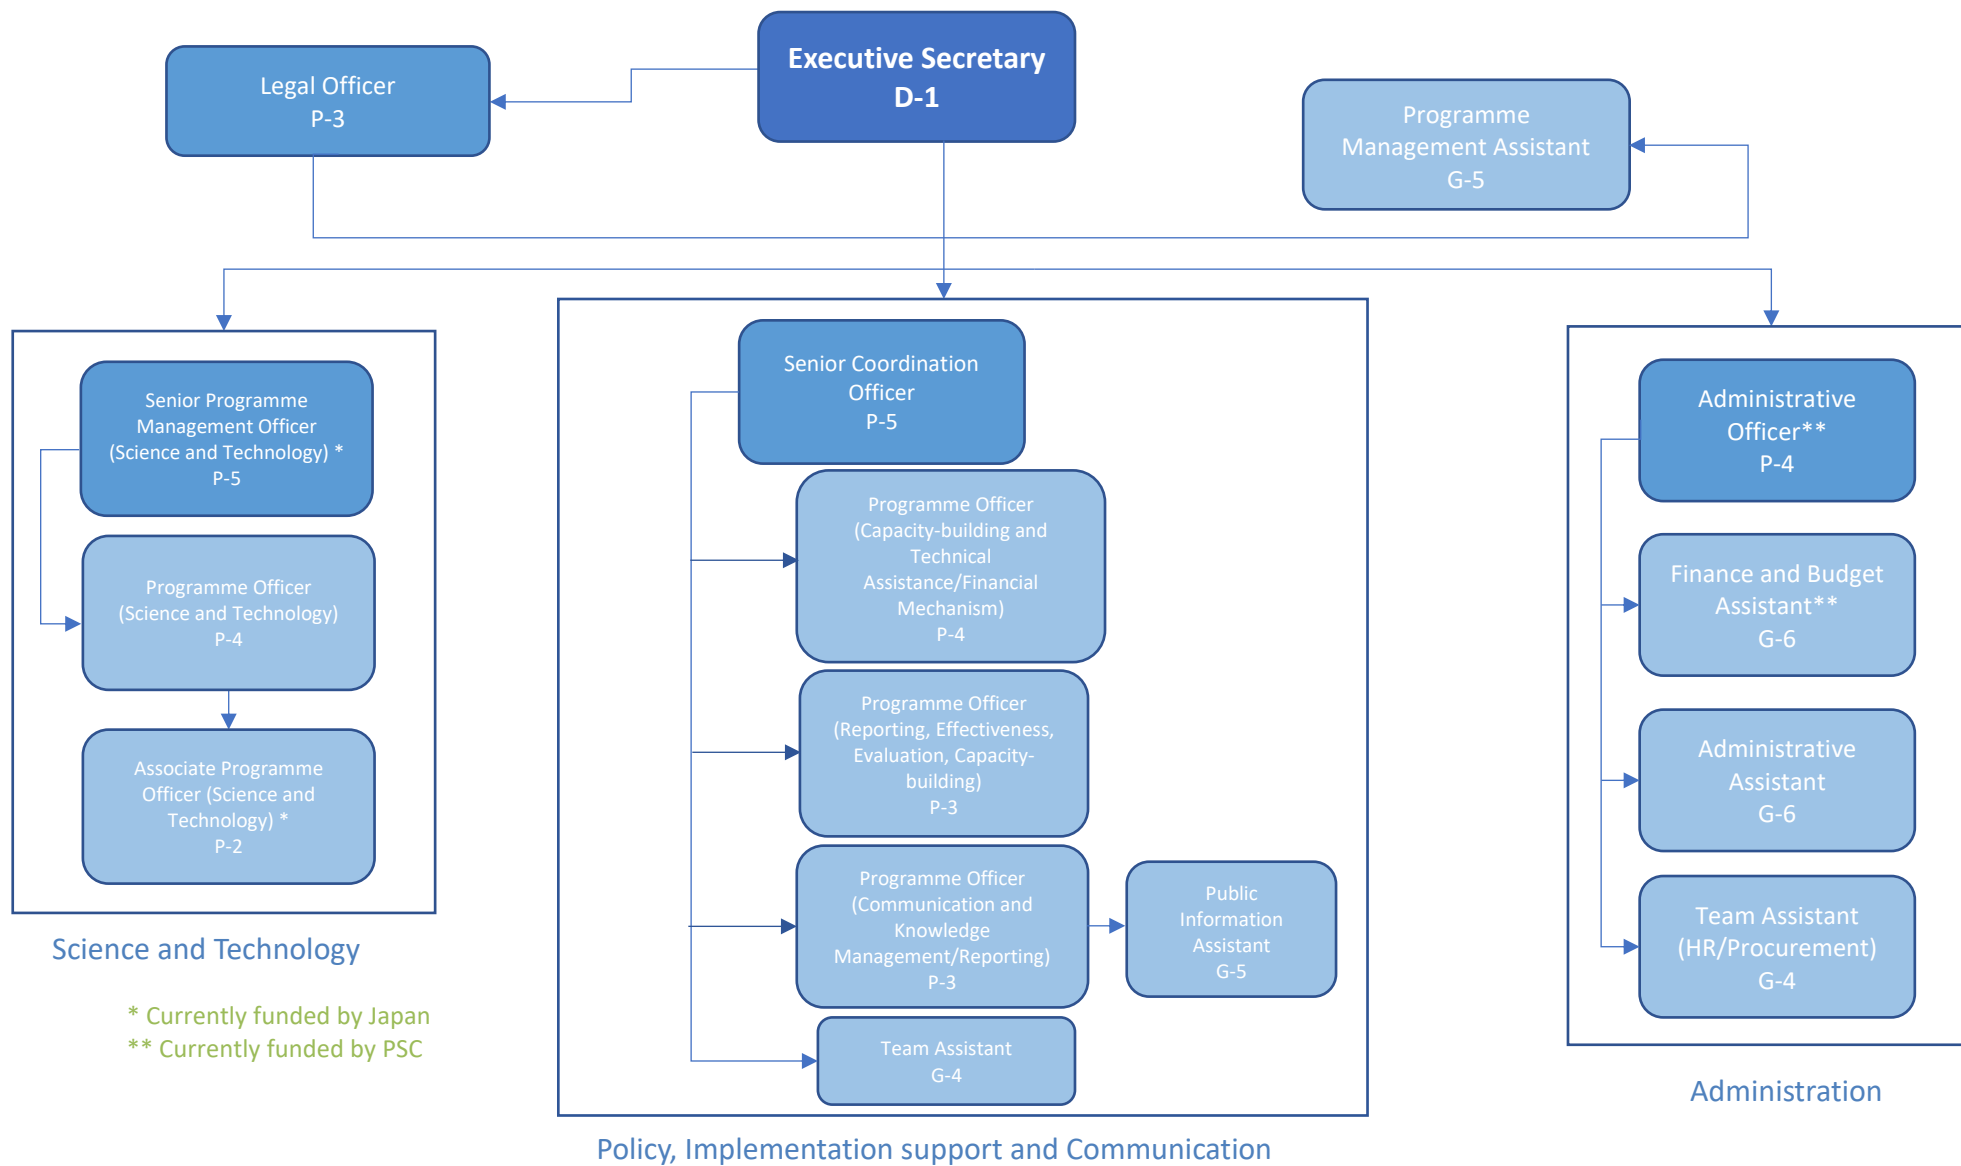 Executive Secretary
D-1
Legal Officer
P-3
Programme
Management Assistant
G-5
Senior Programme
Management Officer
(Science and Technology) *
P-5
Programme Officer
(Science and Technology)
P-4
Associate Programme
Officer (Science and
Technology) *
P-2
Science and Technology
* Currently funded by Japan
** Currently funded by PSC
Senior Coordination
Officer
P-5
Programme Officer
(Capacity-building and
Technical
Assistance/Financial
Mechanism)
P-4
Programme Officer
(Reporting, Effectiveness,
Evaluation, Capacity-
building)
P-3
Programme Officer
(Communication and
Knowledge
Management/Reporting)
P-3
Public
Information
Assistant
G-5
Team Assistant
G-4
Policy, Implementation support and Communication
Administrative
Officer**
P-4
Finance and Budget
Assistant**
G-6
Administrative
Assistant
G-6
Team Assistant
(HR/Procurement)
G-4
Administration